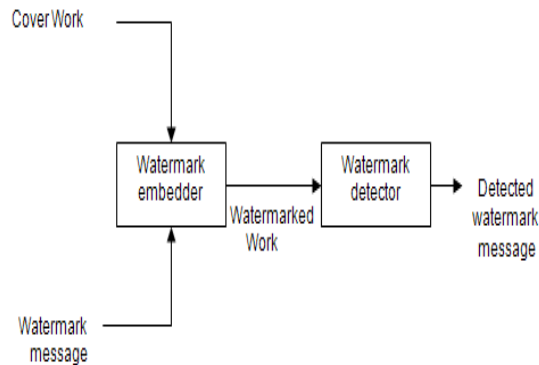 Cover Work
Watermark
embedder
Watermark
detector
Watermarked
Work
Detected
watermark
message
Watermark
message